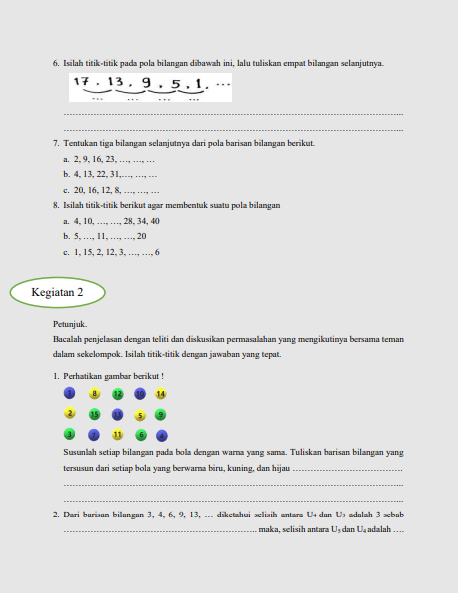 6. Isilah titik-titik pada pola bilangan dibawah ini, lalu tuliskan empat bilangan selanjutnya.
17 , 13 , 9 , 5 , 1 , ...
... ... ... ...
.......................................................................................................
.......................................................................................................
7. Tentukan tiga bilangan selanjutnya dari pola barisan bilangan berikut.
a. 2, 9, 16, 23, …, …, …
b. 4, 13, 22, 31,…, …, …
c. 20, 16, 12, 8, …, …, …
8. Isilah titik-titik berikut agar membentuk suatu pola bilangan
a. 4, 10, …, …, 28, 34, 40
b. 5, …, 11, …, …, 20
c. 1, 15, 2, 12, 3, …, …, 6
Kegiatan 2
Petunjuk.
Bacalah penjelasan dengan teliti dan diskusikan permasalahan yang mengikutinya bersama teman
dalam sekelompok. Isilah titik-titik dengan jawaban yang tepat.
1. Perhatikan gambar berikut !
1 8 12 10 14
2 15 13 5 9
3 7 11 6 4
Susunlah setiap bilangan pada bola dengan warna yang sama. Tuliskan barisan bilangan yang
tersusun dari setiap bola yang berwarna biru, kuning, dan hijau ……………………………….
.......................................................................................................
.......................................................................................................
2. Dari barisan bilangan 3, 4, 6, 9, 13, … diketahui selisih antara U₄ dan U₃ adalah 3 sebab
………………………………………………………. maka, selisih antara U₅ dan U₄ adalah ….